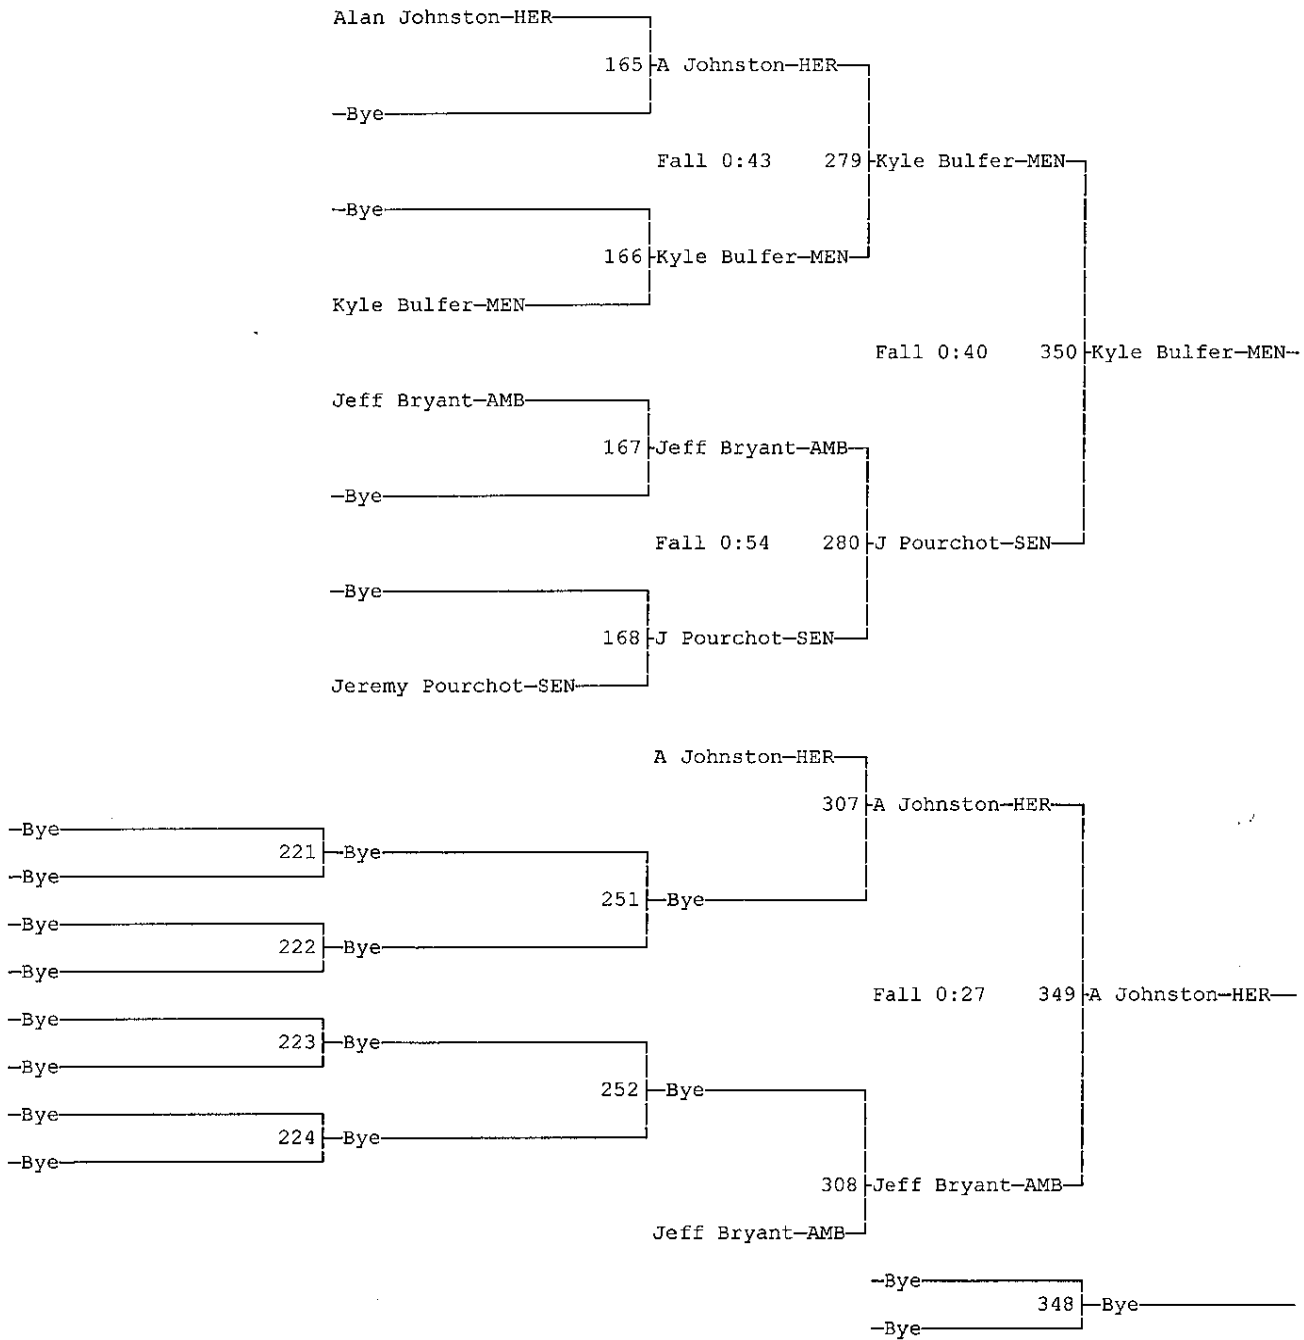 Alan Johnston-HER
165 A Johnston-HER
-Bye
Fall 0:43 279 Kyle Bulfer-MEN
-Bye
166 Kyle Bulfer-MEN
Kyle Bulfer-MEN
Fall 0:40 350 Kyle Bulfer-MEN
Jeff Bryant-AMB
167 Jeff Bryant-AMB
-Bye
Fall 0:54 280 J Pourchot-SEN
-Bye
168 J Pourchot-SEN
Jeremy Pourchot-SEN
A Johnston-HER
307 A Johnston-HER
-Bye
221 -Bye
-Bye
251 -Bye
-Bye
222 -Bye
-Bye
Fall 0:27 349 A Johnston-HER
-Bye
223 -Bye
-Bye
252 -Bye
-Bye
224 -Bye
-Bye
308 Jeff Bryant-AMB
Jeff Bryant-AMB
-Bye
348 -Bye
-Bye